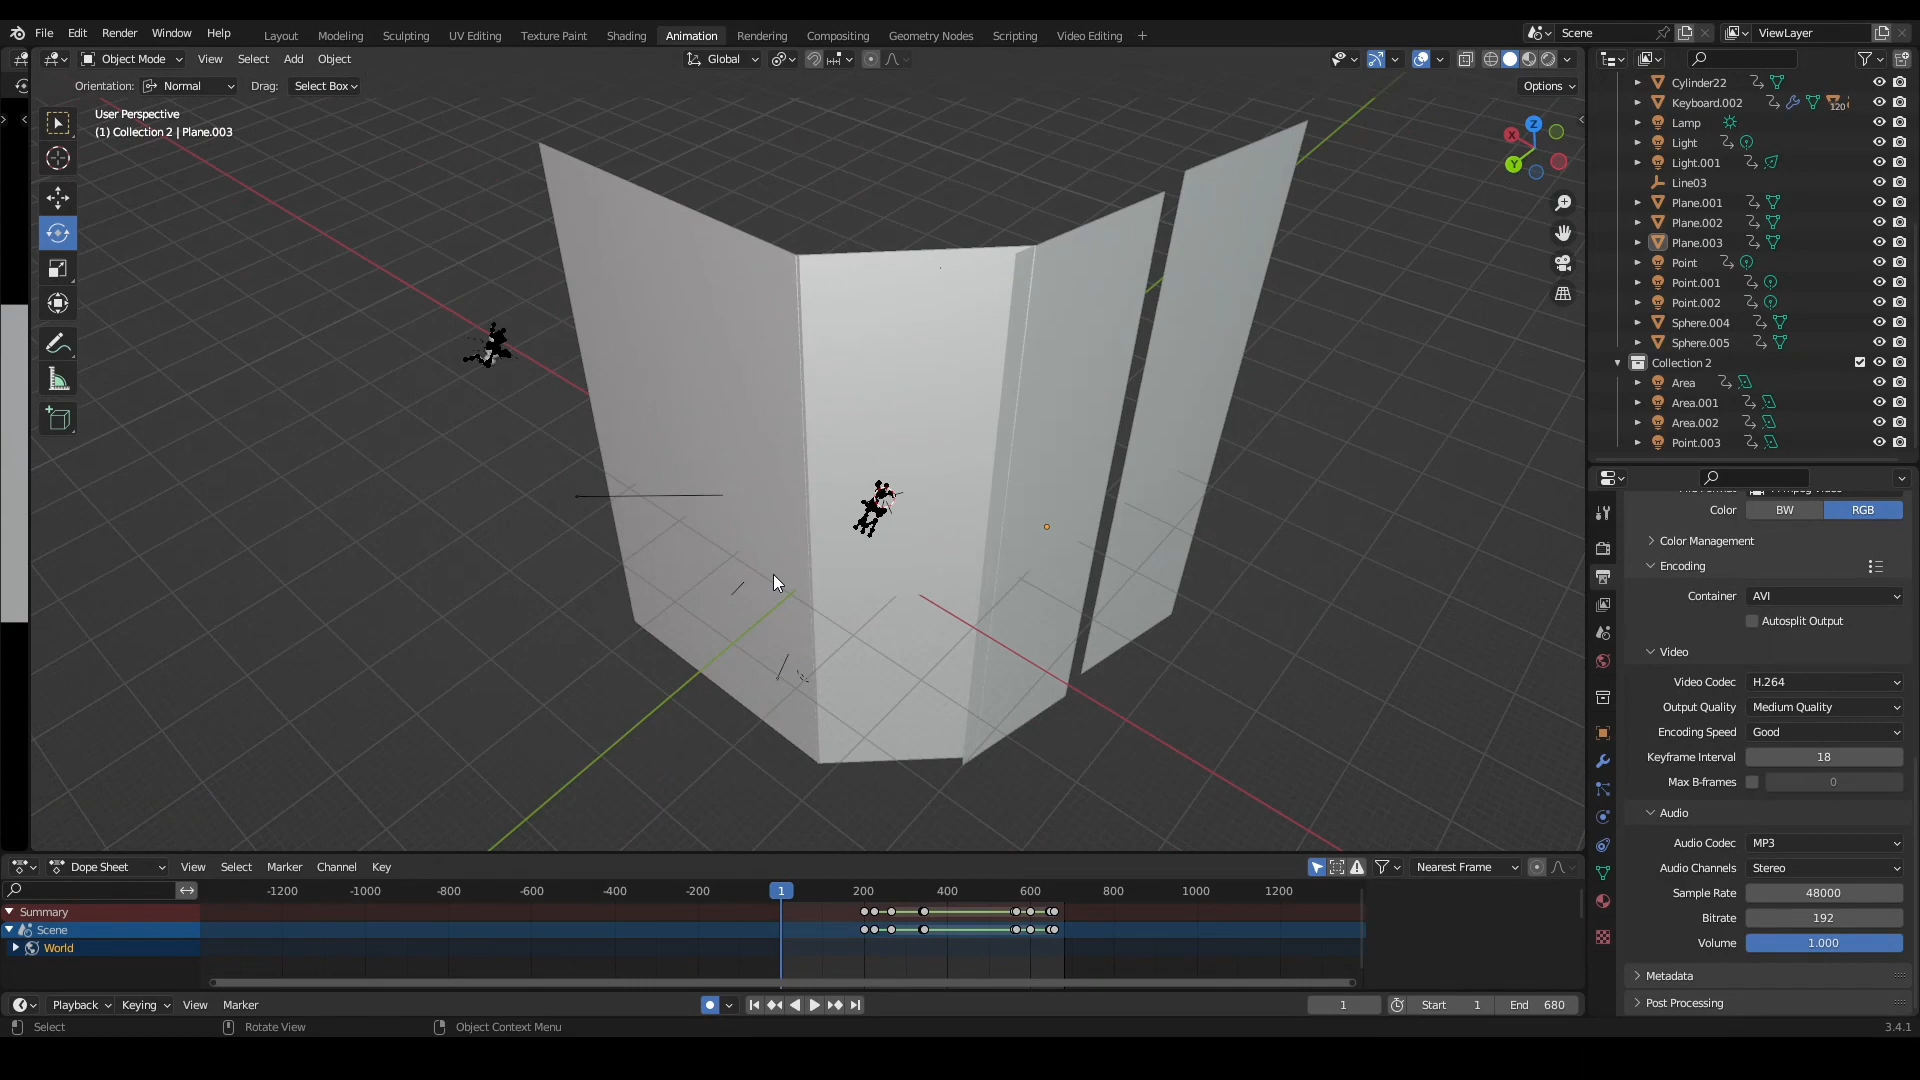 File Edit Render Window Help
Layout Modeling Sculpting UV Editing Texture Paint Shading Animation Rendering Compositing Geometry Nodes Scripting Video Editing +
Scene
ViewLayer
Object Mode View Select Add Object
Global
Orientation: Normal Drag: Select Box
Options
User Perspective
(1) Collection 2 | Plane.003
Z
X
Y
Cylinder22
Keyboard.002
120
Lamp
Light
Light.001
Line03
Plane.001
Plane.002
Plane.003
Point
Point.001
Point.002
Sphere.004
Sphere.005
Collection 2
Area
Area.001
Area.002
Point.003
Color BW RGB
Color Management
Encoding
Container AVI
Autosplit Output
Video
Video Codec H.264
Output Quality Medium Quality
Encoding Speed Good
Keyframe Interval 18
Max B-frames 0
Audio
Audio Codec MP3
Audio Channels Stereo
Sample Rate 48000
Bitrate 192
Volume 1.000
Metadata
Post Processing
Dope Sheet View Select Marker Channel Key
Nearest Frame
-1200 -1000 -800 -600 -400 -200 1 200 400 600 800 1000 1200
Summary
Scene
World
Playback Keying View Marker
1 Start 1 End 680
Select Rotate View Object Context Menu
3.4.1